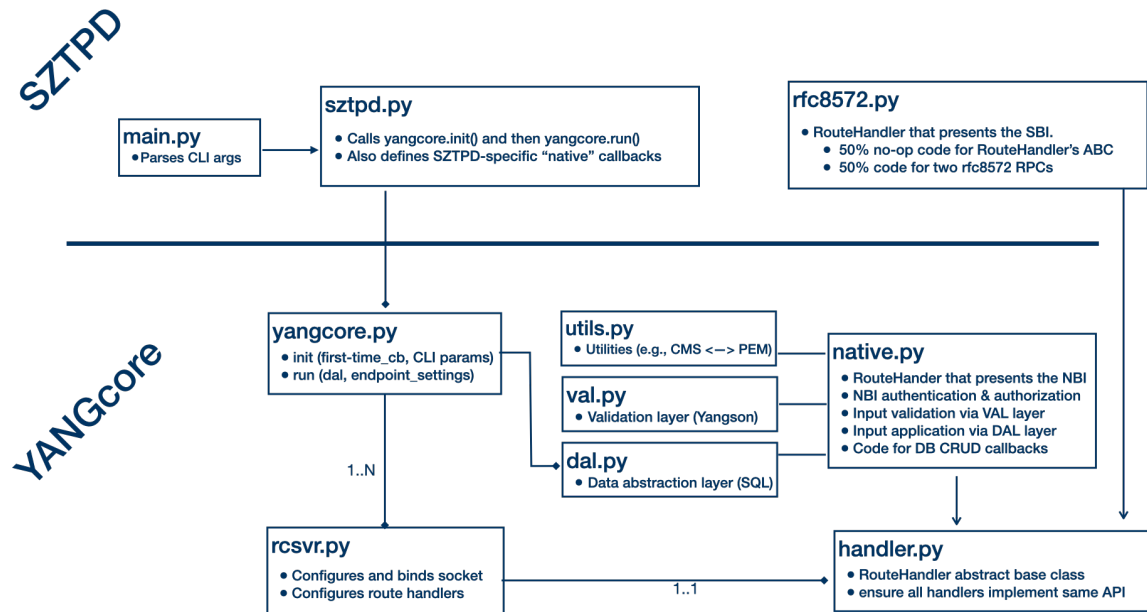 SZTPD
main.py
● Parses CLI args
sztpd.py
● Calls yangcore.init() and then yangcore.run()
● Also defines SZTPD-specific “native” callbacks
rfc8572.py
● RouteHandler that presents the SBI.
● 50% no-op code for RouteHandler’s ABC
● 50% code for two rfc8572 RPCs
YANGcore
yangcore.py
● init (first-time_cb, CLI params)
● run (dal, endpoint_settings)
utils.py
● Utilities (e.g., CMS <—> PEM)
val.py
● Validation layer (Yangson)
dal.py
● Data abstraction layer (SQL)
native.py
● RouteHander that presents the NBI
● NBI authentication & authorization
● Input validation via VAL layer
● Input application via DAL layer
● Code for DB CRUD callbacks
1..N
rcsvr.py
● Configures and binds socket
● Configures route handlers
1..1
handler.py
● RouteHandler abstract base class
● ensure all handlers implement same API